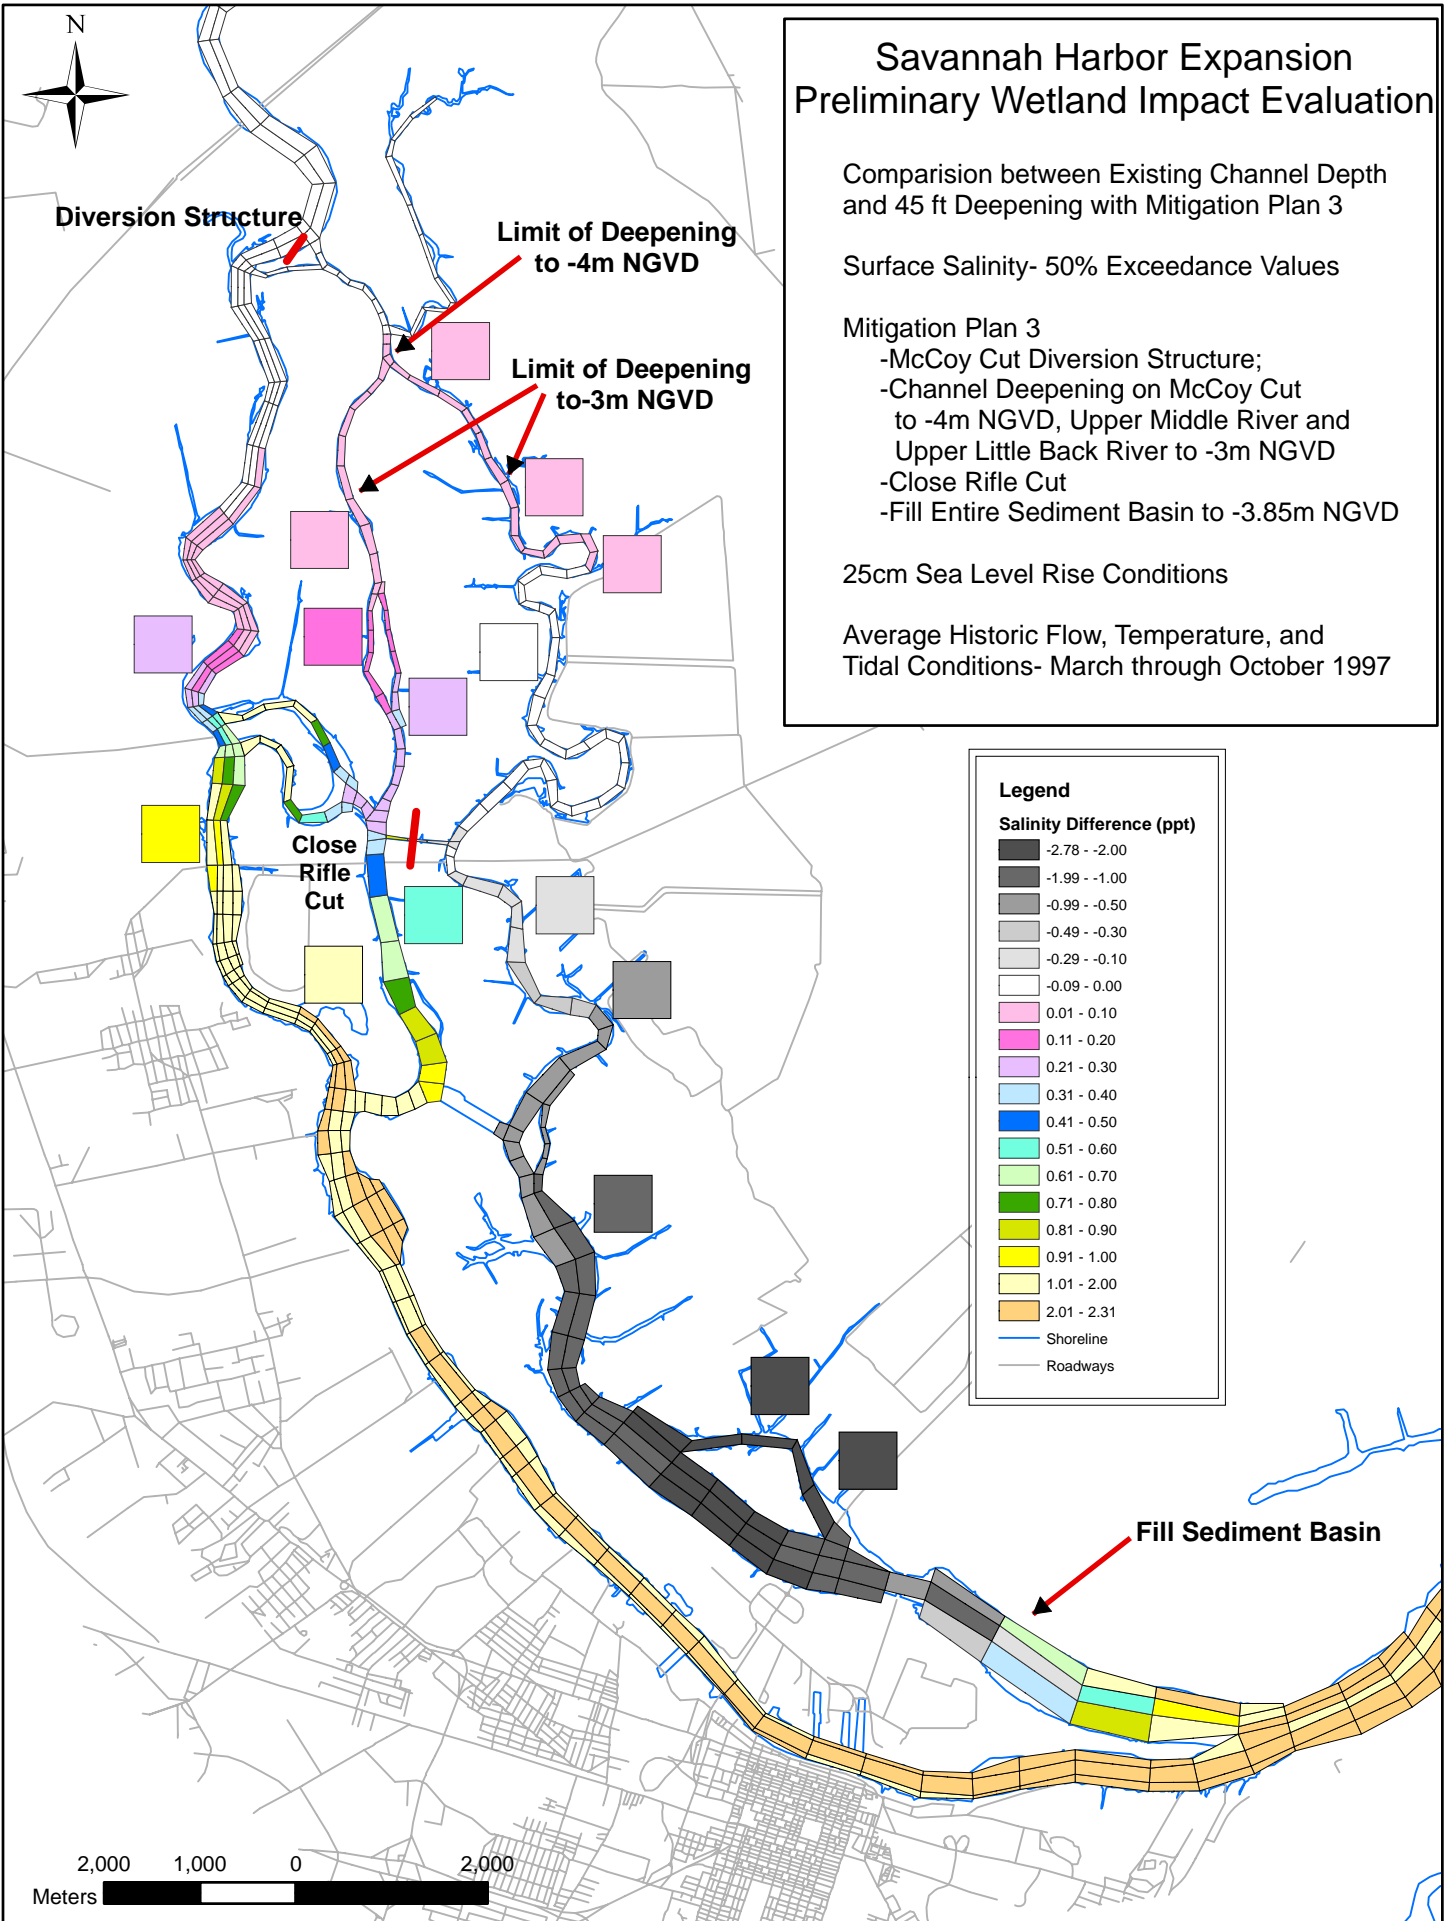 N
Savannah Harbor Expansion
Preliminary Wetland Impact Evaluation
Comparision between Existing Channel Depth
and 45 ft Deepening with Mitigation Plan 3
Surface Salinity- 50% Exceedance Values
Mitigation Plan 3
-McCoy Cut Diversion Structure;
-Channel Deepening on McCoy Cut
to -4m NGVD, Upper Middle River and
Upper Little Back River to -3m NGVD
-Close Rifle Cut
-Fill Entire Sediment Basin to -3.85m NGVD
25cm Sea Level Rise Conditions
Average Historic Flow, Temperature, and
Tidal Conditions- March through October 1997
Diversion Structure
Limit of Deepening
to -4m NGVD
Limit of Deepening
to-3m NGVD
Close
Rifle
Cut
Legend
Salinity Difference (ppt)
-2.78 - -2.00
-1.99 - -1.00
-0.99 - -0.50
-0.49 - -0.30
-0.29 - -0.10
-0.09 - 0.00
0.01 - 0.10
0.11 - 0.20
0.21 - 0.30
0.31 - 0.40
0.41 - 0.50
0.51 - 0.60
0.61 - 0.70
0.71 - 0.80
0.81 - 0.90
0.91 - 1.00
1.01 - 2.00
2.01 - 2.31
Shoreline
Roadways
Fill Sediment Basin
2,000 1,000 0 2,000
Meters